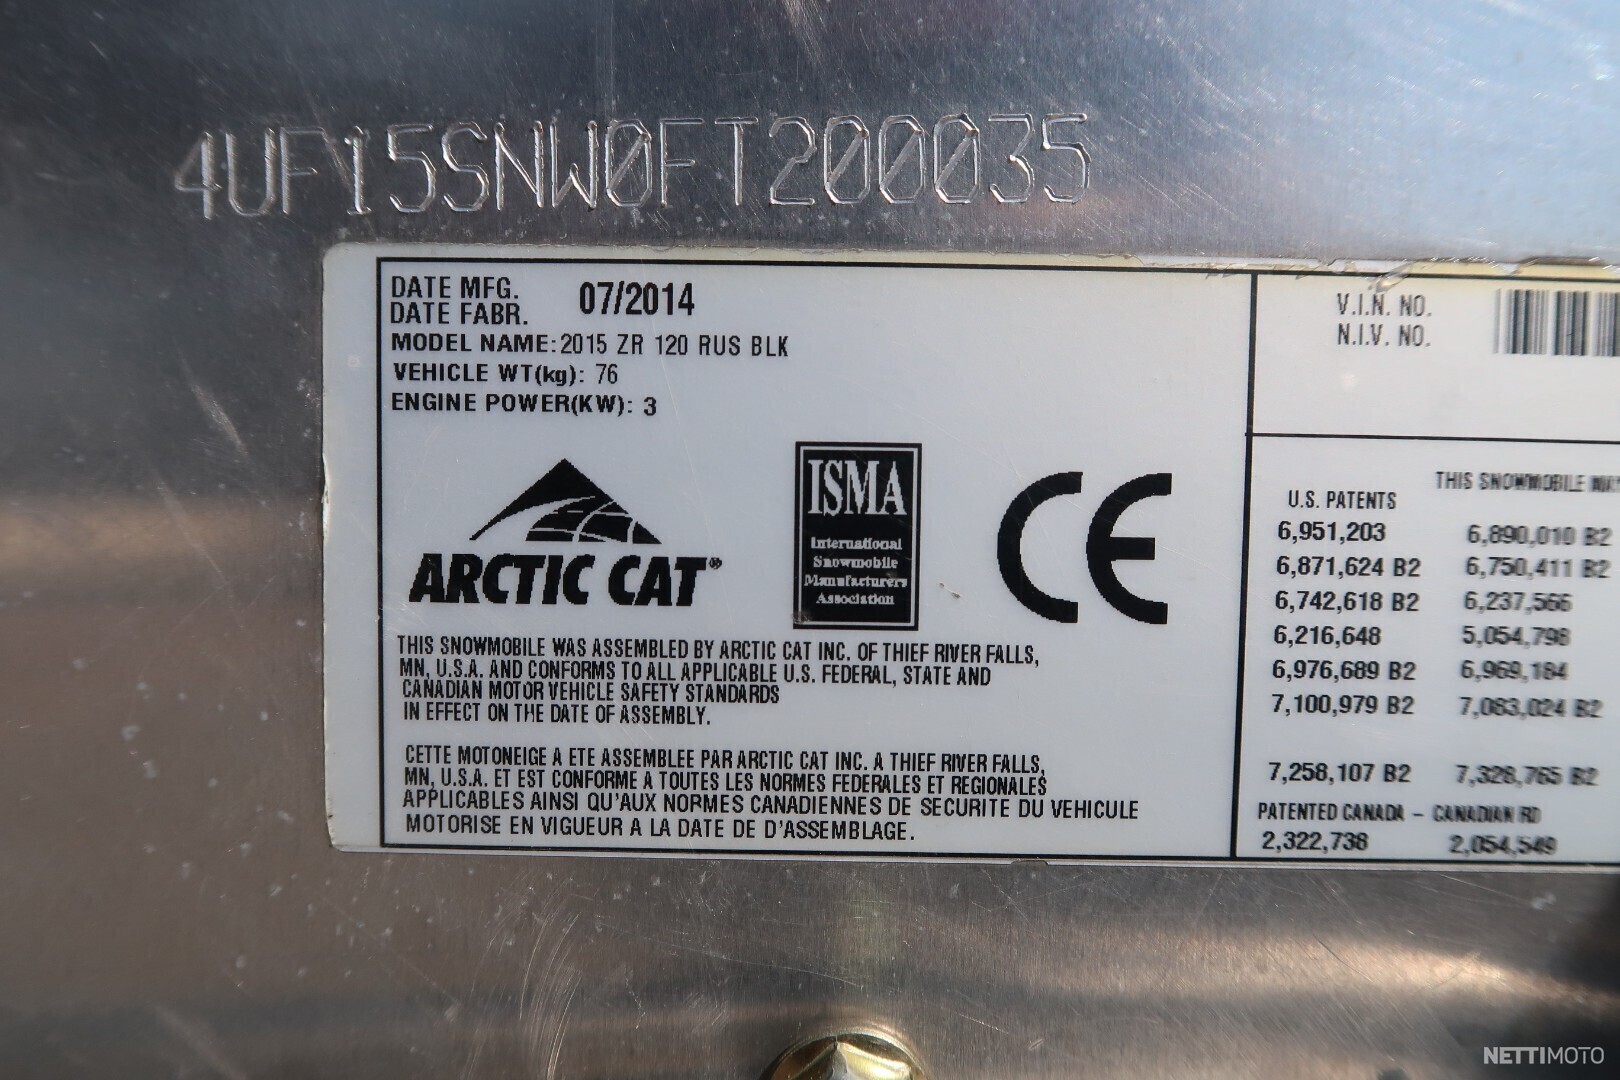 4UF15SNW0FT200035
DATE MFG. 07/2014
DATE FABR.
MODEL NAME: 2015 ZR 120 RUS BLK
VEHICLE WT(kg): 76
ENGINE POWER(KW): 3
ARCTIC CAT®
ISMA
International
Snowmobile
Manufacturers
Association
CE
THIS SNOWMOBILE WAS ASSEMBLED BY ARCTIC CAT INC. OF THIEF RIVER FALLS,
MN, U.S.A. AND CONFORMS TO ALL APPLICABLE U.S. FEDERAL, STATE AND
CANADIAN MOTOR VEHICLE SAFETY STANDARDS
IN EFFECT ON THE DATE OF ASSEMBLY.
CETTE MOTONEIGE A ETE ASSEMBLEE PAR ARCTIC CAT INC. A THIEF RIVER FALLS,
MN, U.S.A. ET EST CONFORME A TOUTES LES NORMES FEDERALES ET REGIONALES
APPLICABLES AINSI QU'AUX NORMES CANADIENNES DE SECURITE DU VEHICULE
MOTORISE EN VIGUEUR A LA DATE DE D'ASSEMBLAGE.
V.I.N. NO.
N.I.V. NO.
THIS SNOWMOBILE
U.S. PATENTS
6,951,203 6,890,010 B2
6,871,624 B2 6,750,411 B2
6,742,618 B2 6,237,566
6,216,648 5,054,798
6,976,689 B2 6,969,184
7,100,979 B2 7,083,024 B2
7,258,107 B2 7,328,765 B2
PATENTED CANADA - CANADIAN RD
2,322,738 2,054,549
NETTIMOTO